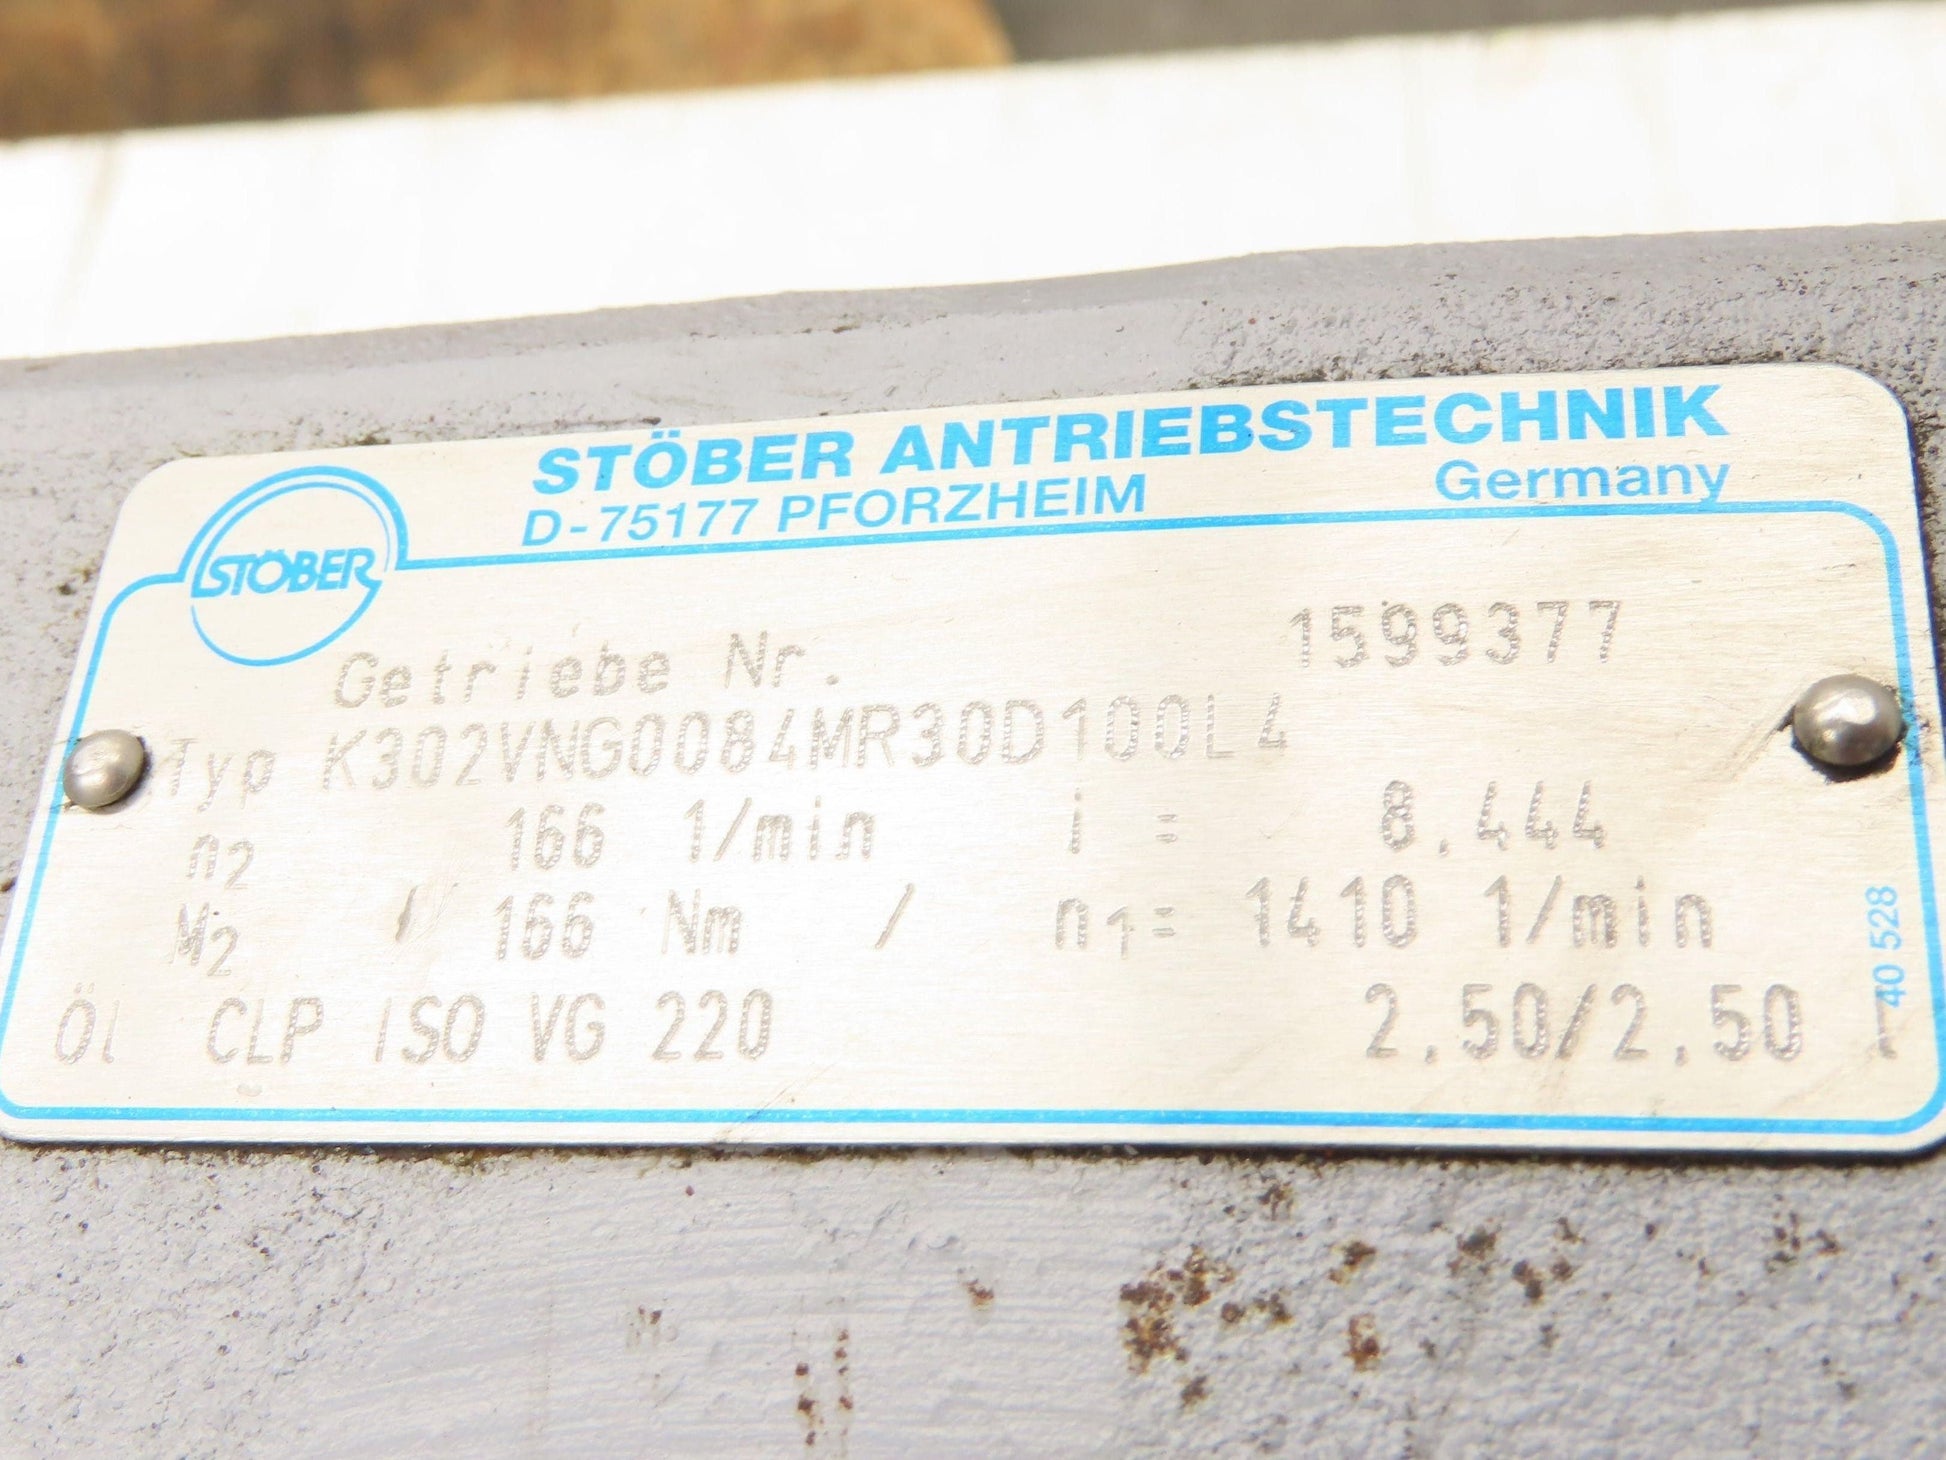 STÖBER ANTRIEBSTECHNIK
D-75177 PFORZHEIM Germany
STÖBER
Getriebe Nr. 1599377
Typ K302VNG0084MR30D100L4
n2 166 1/min i : 8.444
M2 166 Nm / n1: 1410 1/min
Öl CLP ISO VG 220 2.50/2.50
40 528